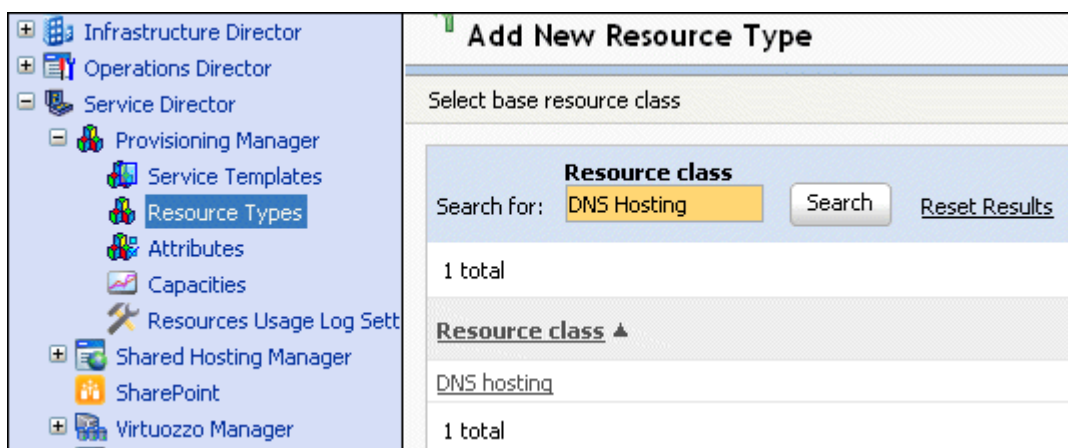 Infrastructure Director
Operations Director
Service Director
Provisioning Manager
Service Templates
Resource Types
Attributes
Capacities
Resources Usage Log Sett
Shared Hosting Manager
SharePoint
Virtuozzo Manager
Add New Resource Type
Select base resource class
Resource class
Search for: DNS Hosting Search Reset Results
1 total
Resource class ▲
DNS hosting
1 total